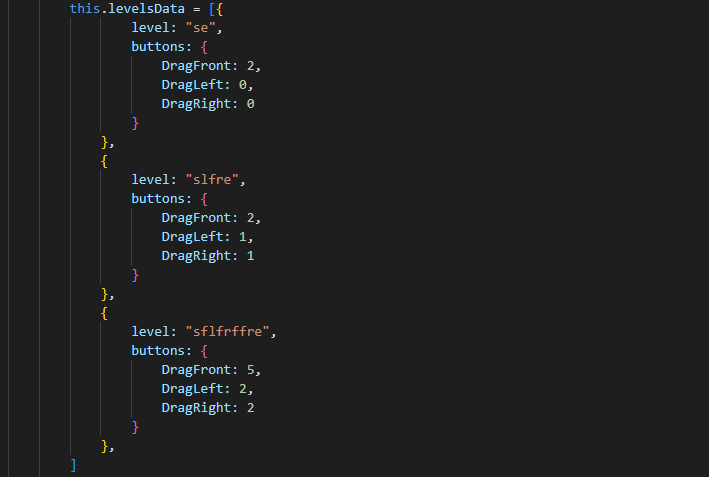 this.levelsData = [{
level: "se",
buttons: {
DragFront: 2,
DragLeft: 0,
DragRight: 0
}
},
{
level: "slfre",
buttons: {
DragFront: 2,
DragLeft: 1,
DragRight: 1
}
},
{
level: "sflfrffre",
buttons: {
DragFront: 5,
DragLeft: 2,
DragRight: 2
}
},
]